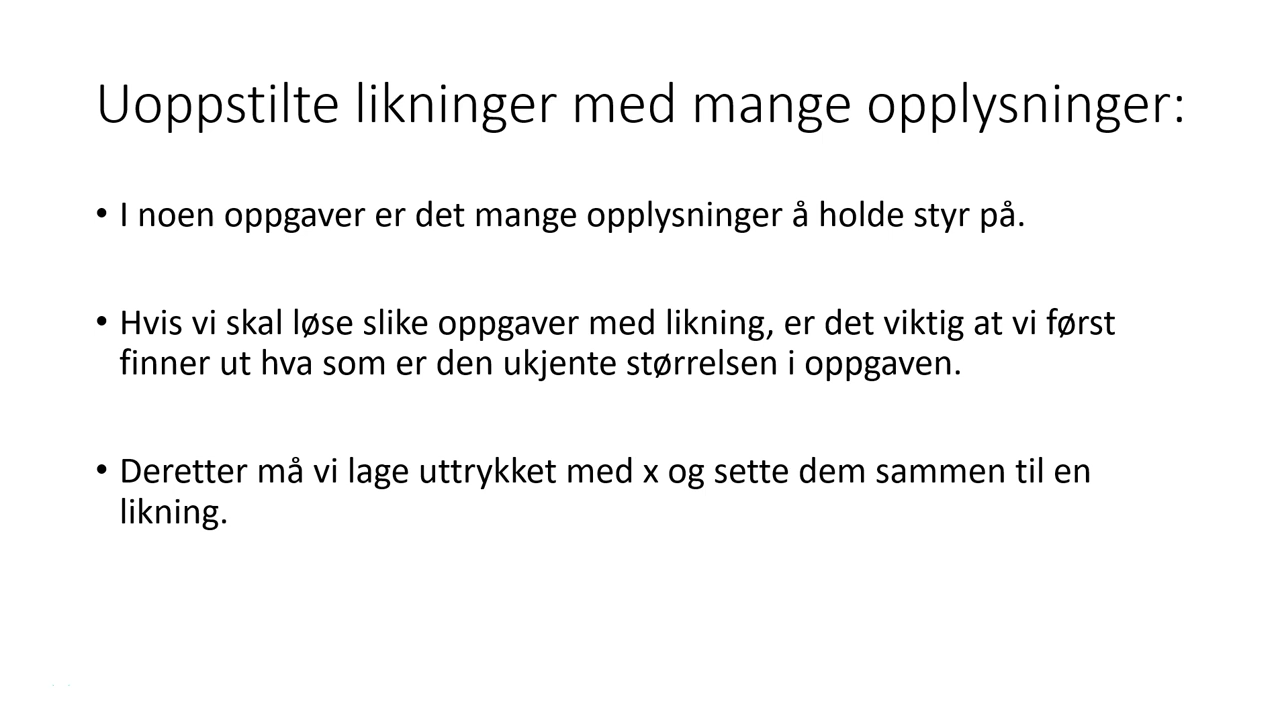 Uoppstilte likninger med mange opplysninger:
• I noen oppgaver er det mange opplysninger å holde styr på.
• Hvis vi skal løse slike oppgaver med likning, er det viktig at vi først
finner ut hva som er den ukjente størrelsen i oppgaven.
• Deretter må vi lage uttrykket med x og sette dem sammen til en
likning.